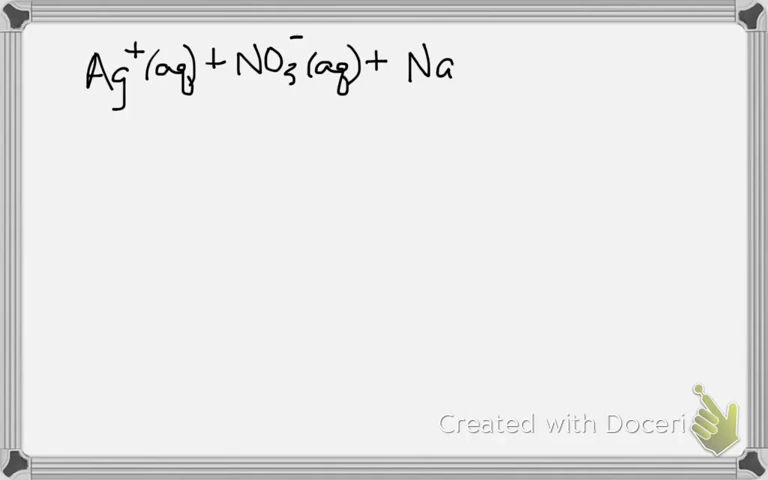 Ag⁺(aq) + NO₃⁻(aq) + Na
Created with Doceri